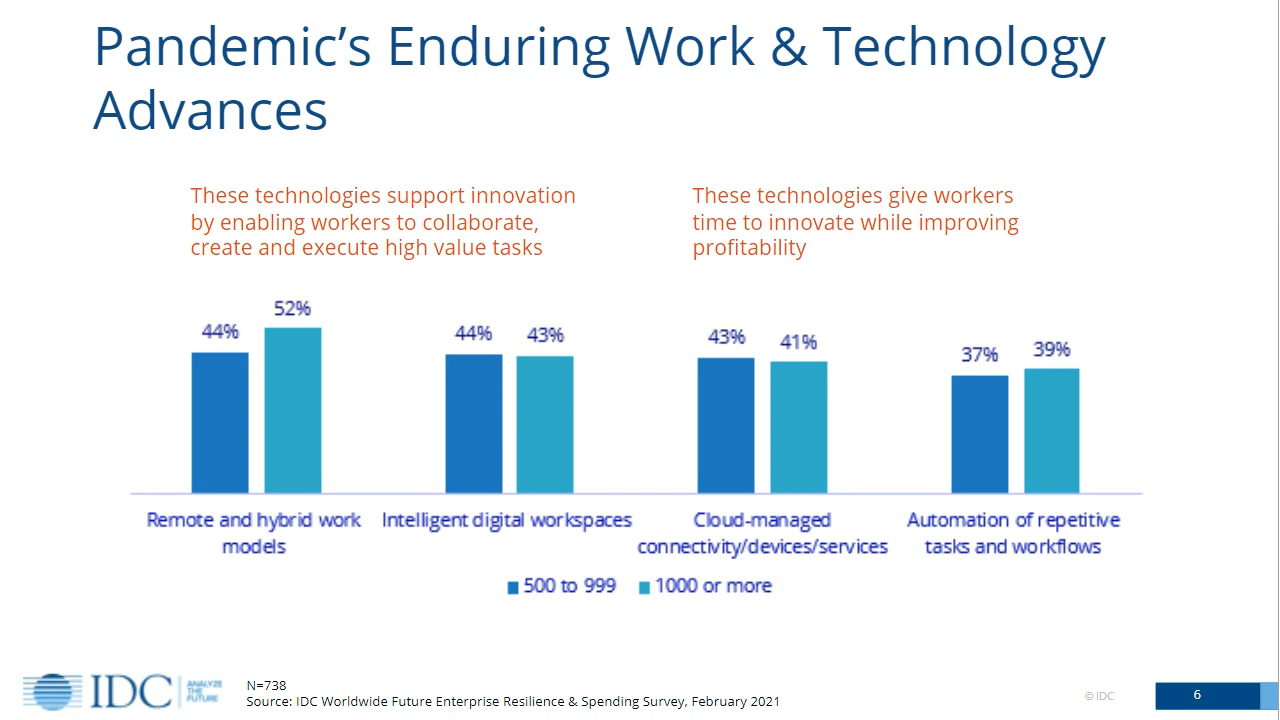 Pandemic’s Enduring Work & Technology
Advances
These technologies support innovation
by enabling workers to collaborate,
create and execute high value tasks
These technologies give workers
time to innovate while improving
profitability
44%
52%
44%
43%
43%
41%
37%
39%
Remote and hybrid work
models
Intelligent digital workspaces
Cloud-managed
connectivity/devices/services
Automation of repetitive
tasks and workflows
500 to 999
1000 or more
IDC
ANALYZE
THE
FUTURE
N=738
Source: IDC Worldwide Future Enterprise Resilience & Spending Survey, February 2021
© IDC
6